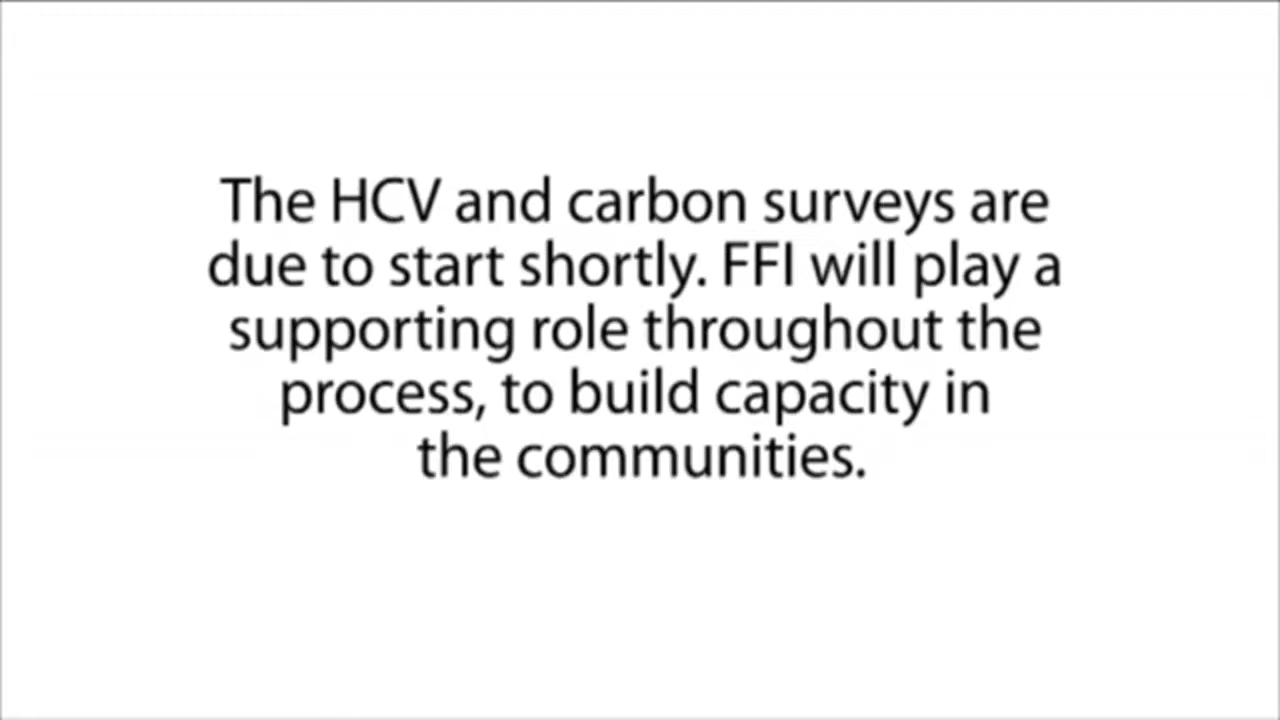 The HCV and carbon surveys are
due to start shortly. FFI will play a
supporting role throughout the
process, to build capacity in
the communities.